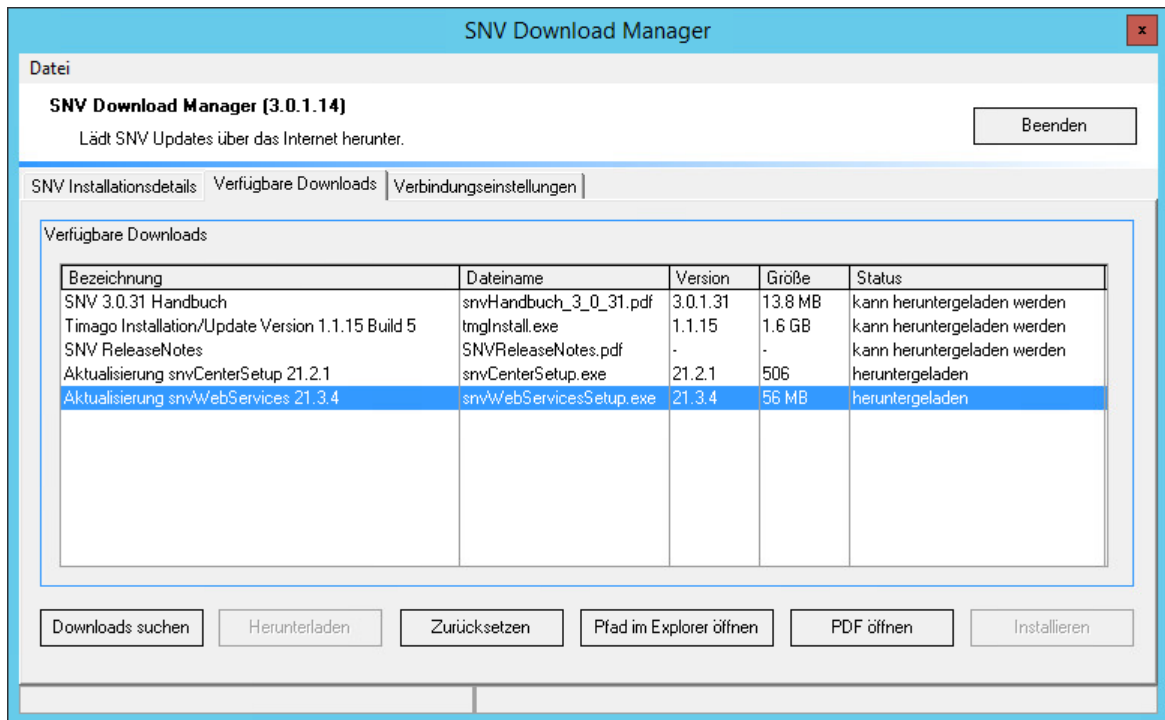 SNV Download Manager
x
Datei
SNV Download Manager (3.0.1.14)
Lädt SNV Updates über das Internet herunter.
Beenden
SNV Installationsdetails Verfügbare Downloads Verbindungseinstellungen
Verfügbare Downloads
Bezeichnung Dateiname Version Größe Status
SNV 3.0.31 Handbuch snvHandbuch_3_0_31.pdf 3.0.1.31 13.8 MB kann heruntergeladen werden
Timago Installation/Update Version 1.1.15 Build 5 tmgInstall.exe 1.1.15 1.6 GB kann heruntergeladen werden
SNV ReleaseNotes SNVReleaseNotes.pdf - - kann heruntergeladen werden
Aktualisierung snvCenterSetup 21.2.1 snvCenterSetup.exe 21.2.1 506 heruntergeladen
Aktualisierung snvWebServices 21.3.4 snvWebServicesSetup.exe 21.3.4 56 MB heruntergeladen
Downloads suchen Herunterladen Zurücksetzen Pfad im Explorer öffnen PDF öffnen Installieren